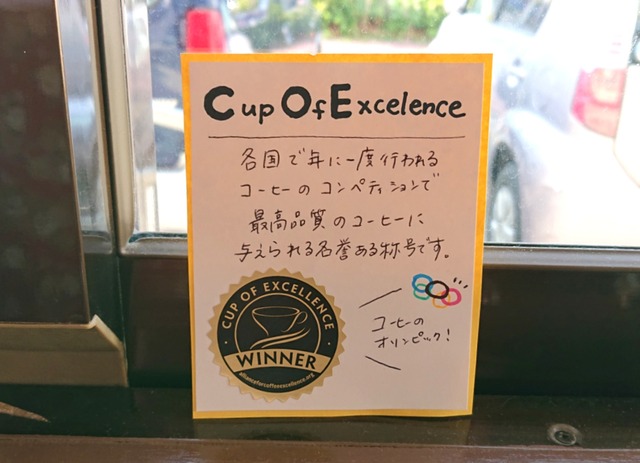 Cup Of Excelence
各国で年に一度行われる
コーヒーのコンペティションで
最高品質のコーヒーに
与えられる名誉ある称号です。
CUP OF EXCELLENCE
WINNER
allianceforcoffeeexcellence.org
コーヒーの
オリンピック!